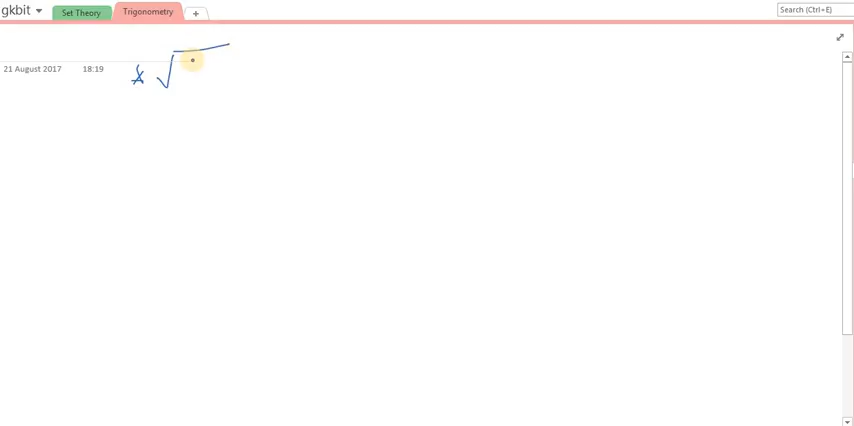 gkbit Set Theory Trigonometry + Search (Ctrl+E)
21 August 2017 18:19
√